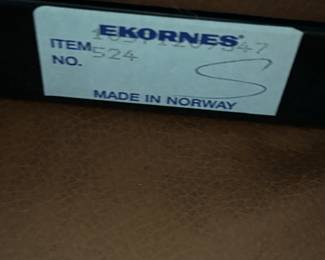 EKORNES®
ITEM 524
NO.
S
MADE IN NORWAY